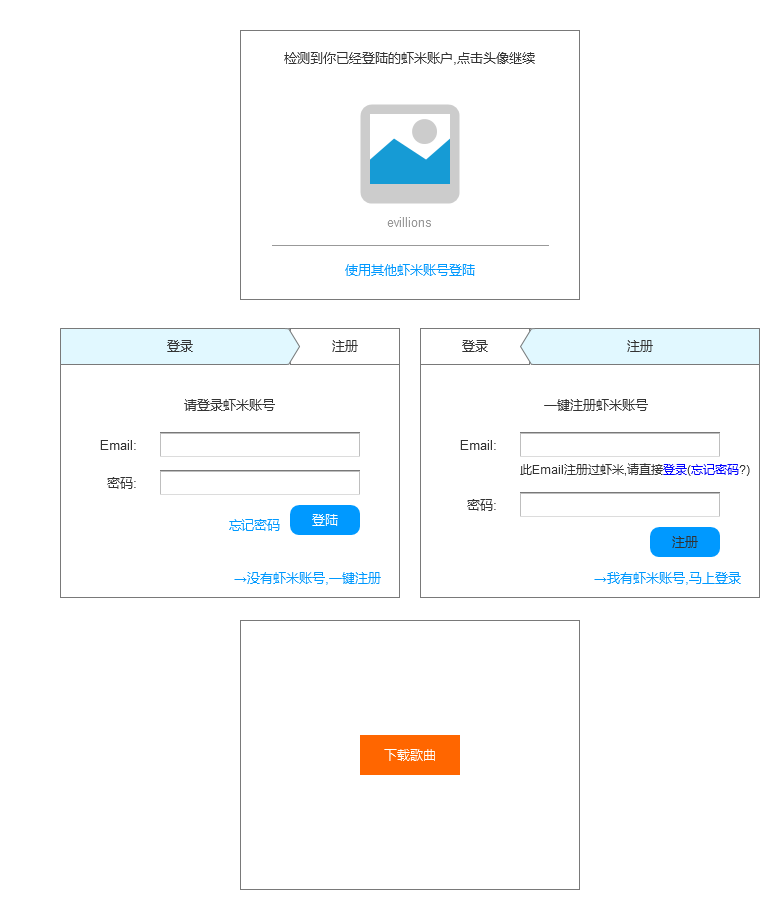 检测到你已经登陆的虾米账户,点击头像继续
evillions
使用其他虾米账号登陆
登录
注册
请登录虾米账号
Email:
密码:
忘记密码
登陆
→没有虾米账号,一键注册
登录
注册
一键注册虾米账号
Email:
此Email注册过虾米,请直接登录(忘记密码?)
密码:
注册
→我有虾米账号,马上登录
下载歌曲